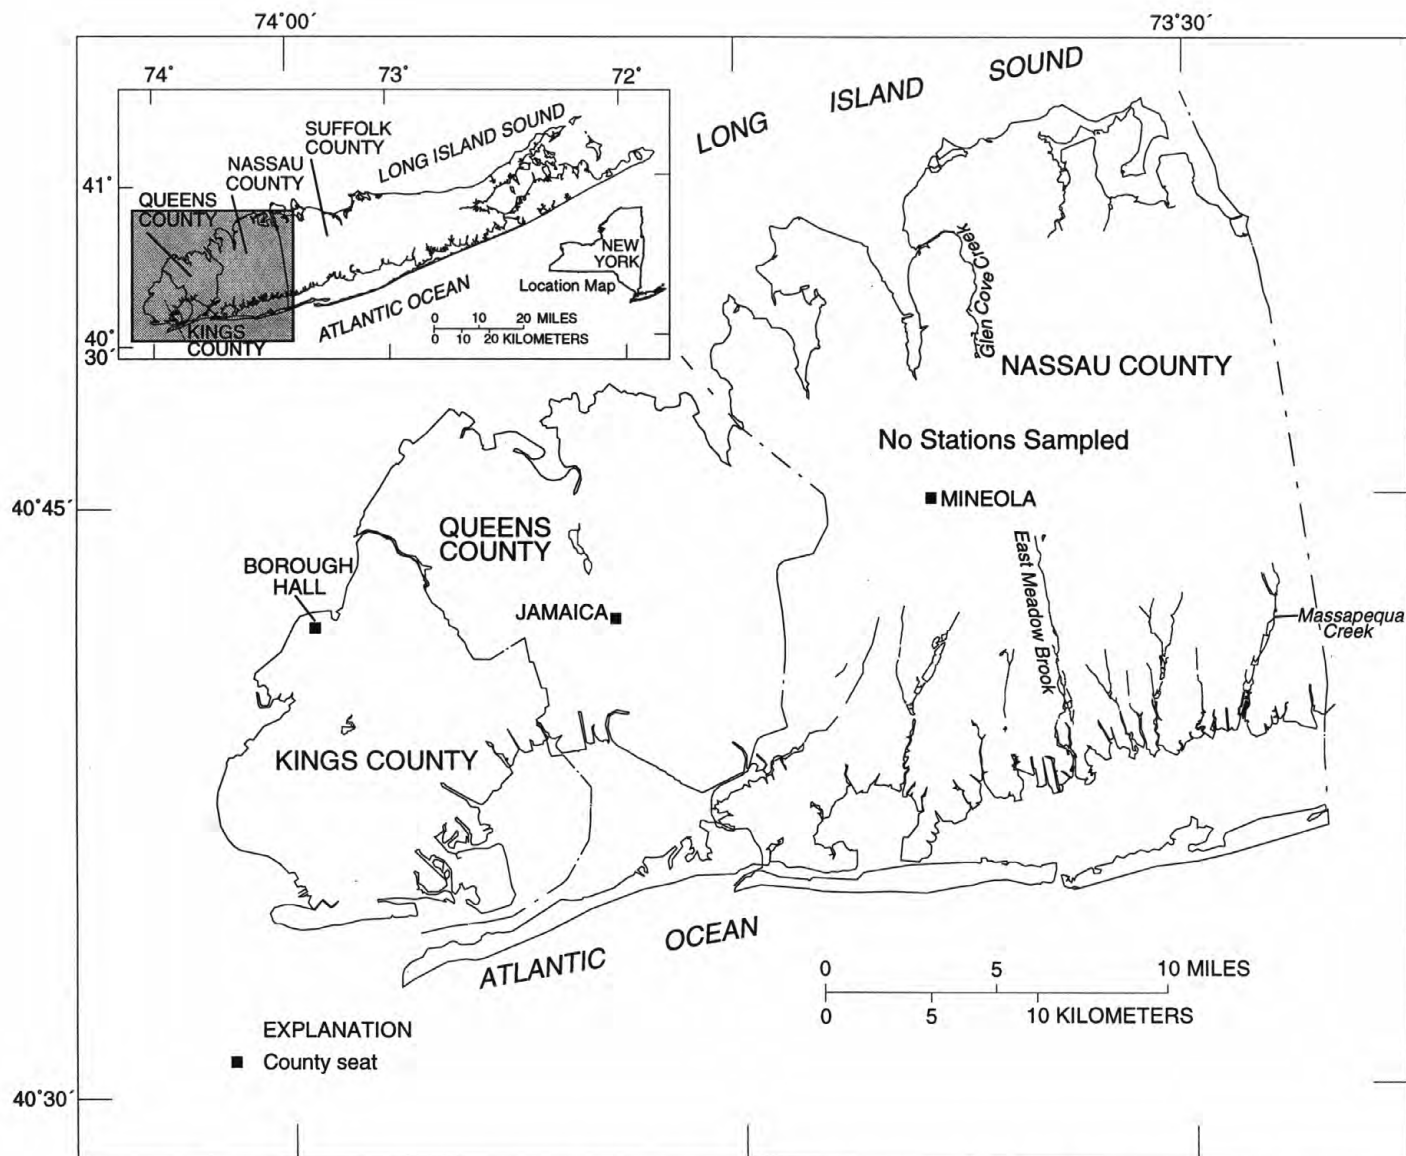 74°00´
73°30´
74°
73°
72°
41°
40°
30´
SUFFOLK
COUNTY
LONG ISLAND SOUND
NASSAU
COUNTY
QUEENS
COUNTY
KINGS
COUNTY
ATLANTIC OCEAN
NEW
YORK
Location Map
0 10 20 MILES
0 10 20 KILOMETERS
LONG ISLAND SOUND
Glen Cove Creek
NASSAU COUNTY
No Stations Sampled
40°45´
MINEOLA
QUEENS
COUNTY
East Meadow Brook
BOROUGH
HALL
JAMAICA
Massapequa
Creek
KINGS COUNTY
ATLANTIC OCEAN
0 5 10 MILES
0 5 10 KILOMETERS
EXPLANATION
County seat
40°30´